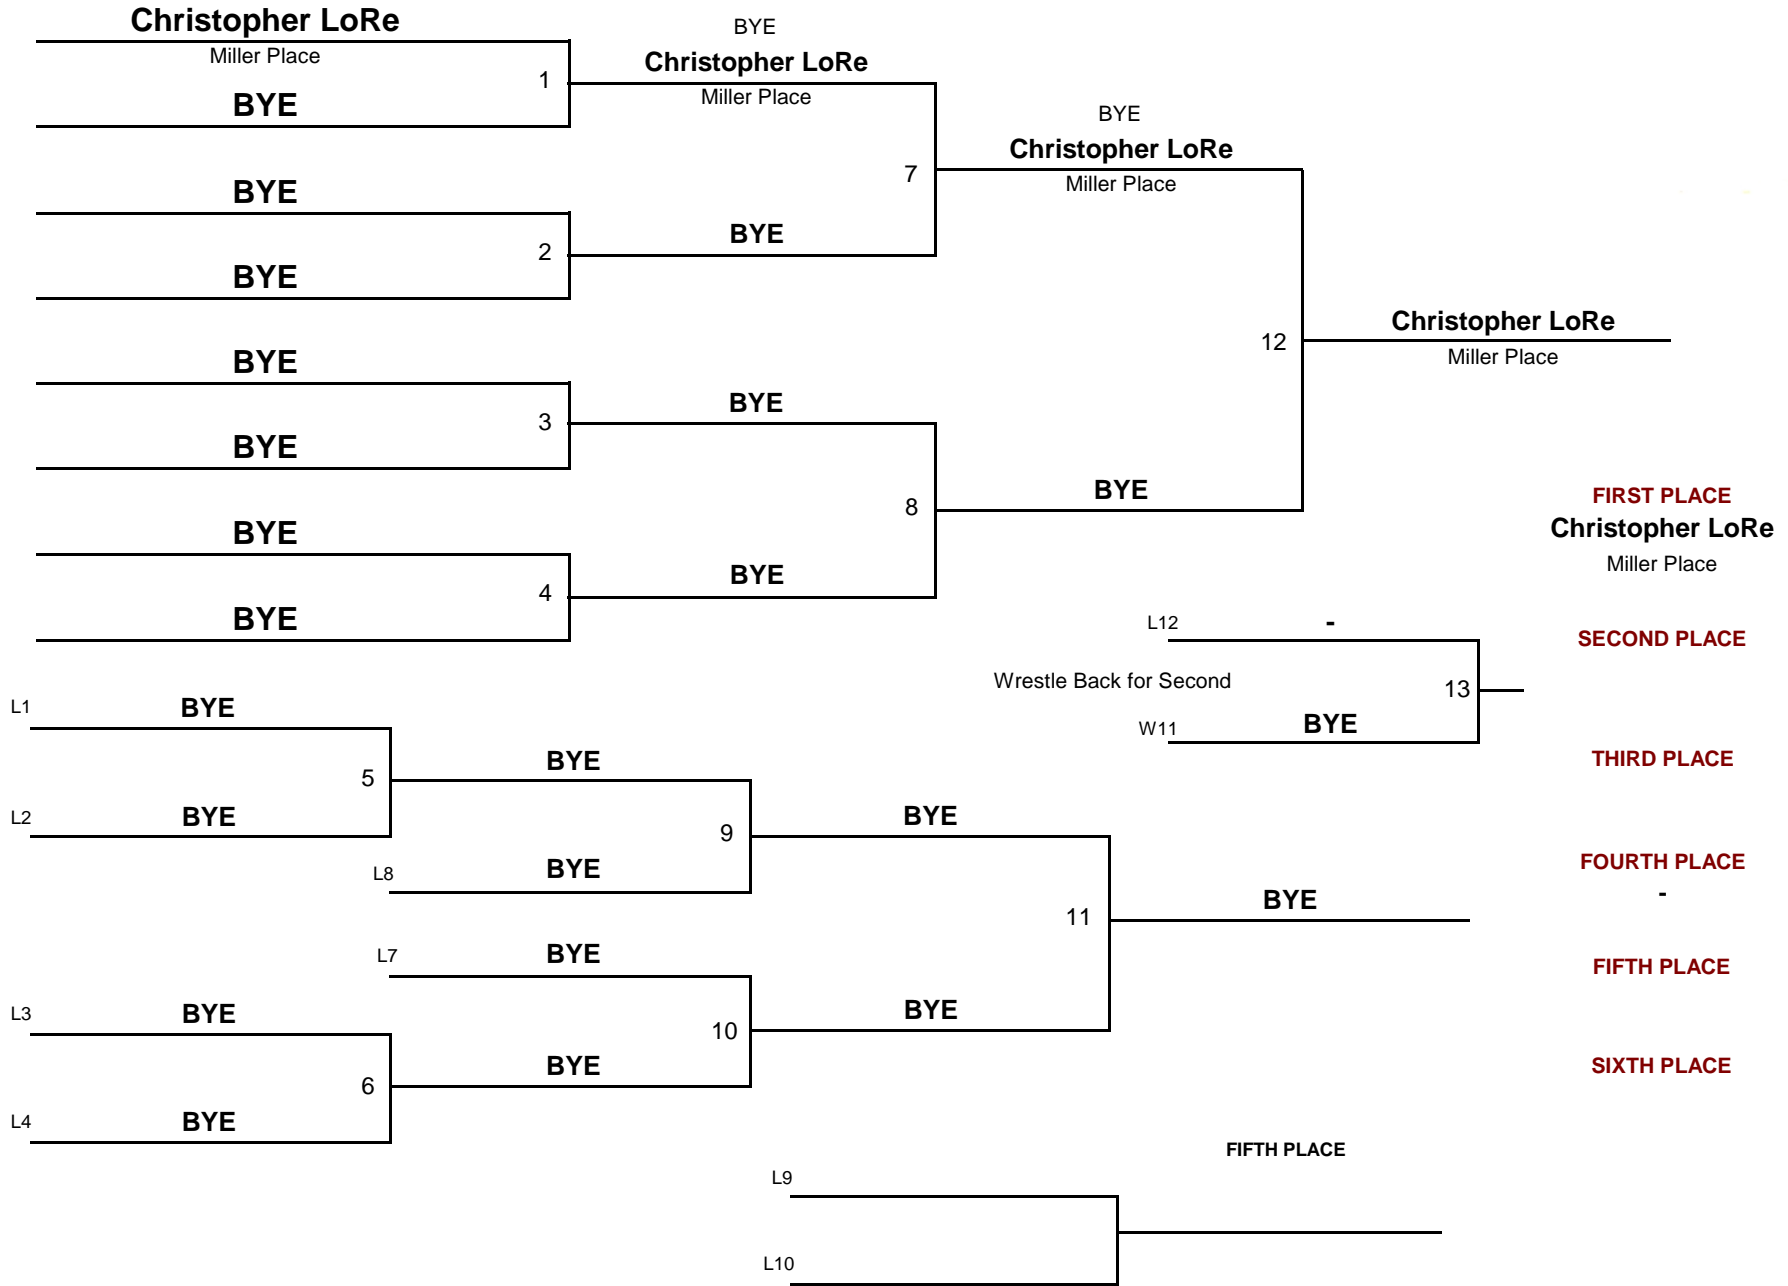 Christopher LoRe
Miller Place
1
BYE
BYE
2
BYE
BYE
3
BYE
BYE
4
BYE
BYE
Christopher LoRe
Miller Place
7
BYE
BYE
8
BYE
BYE
Christopher LoRe
Miller Place
12
BYE
Christopher LoRe
Miller Place
FIRST PLACE
Christopher LoRe
Miller Place
SECOND PLACE
THIRD PLACE
FOURTH PLACE
-
FIFTH PLACE
SIXTH PLACE
L12 -
Wrestle Back for Second
13
W11 BYE
L1 BYE
5
L2 BYE
BYE
9
L8 BYE
BYE
11
BYE
L7 BYE
10
BYE
L3 BYE
6
BYE
L4 BYE
FIFTH PLACE
L9
L10